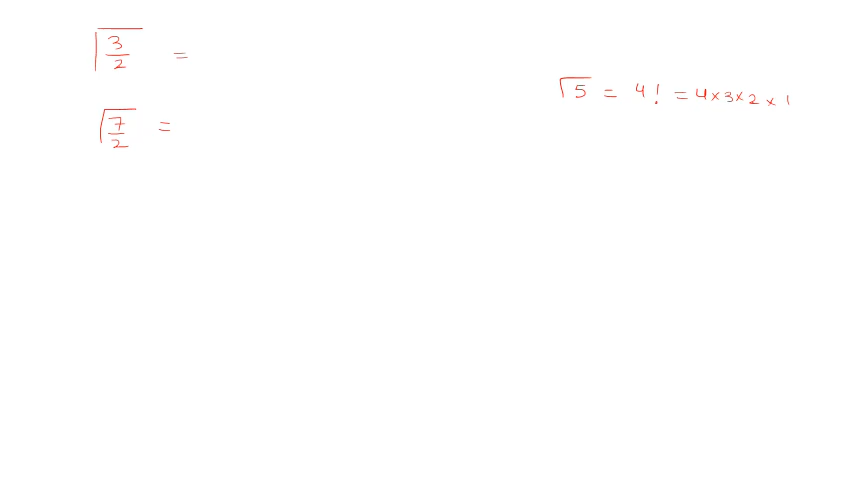 Γ3/2 =
Γ5 = 4! = 4×3×2×1
Γ7/2 =